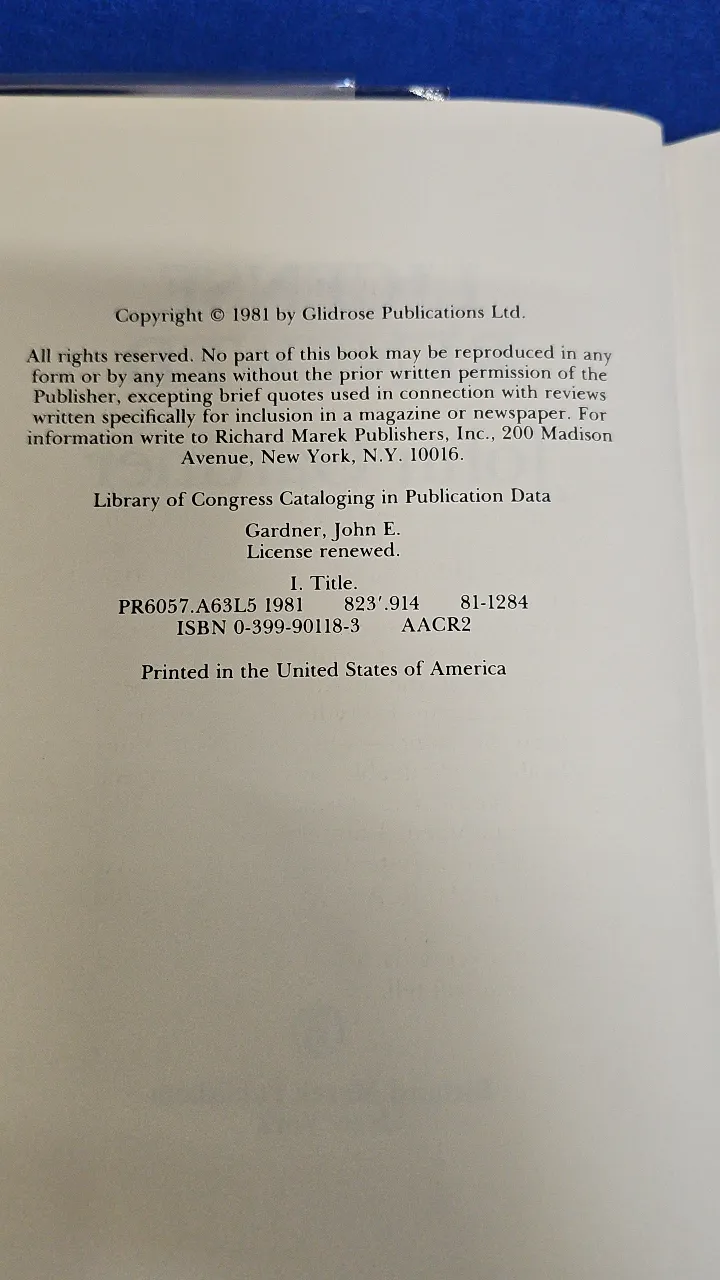 Copyright © 1981 by Glidrose Publications Ltd.
All rights reserved. No part of this book may be reproduced in any
form or by any means without the prior written permission of the
Publisher, excepting brief quotes used in connection with reviews
written specifically for inclusion in a magazine or newspaper. For
information write to Richard Marek Publishers, Inc., 200 Madison
Avenue, New York, N.Y. 10016.
Library of Congress Cataloging in Publication Data
Gardner, John E.
License renewed.
I. Title.
PR6057.A63L5 1981 823′.914 81-1284
ISBN 0-399-90118-3 AACR2
Printed in the United States of America